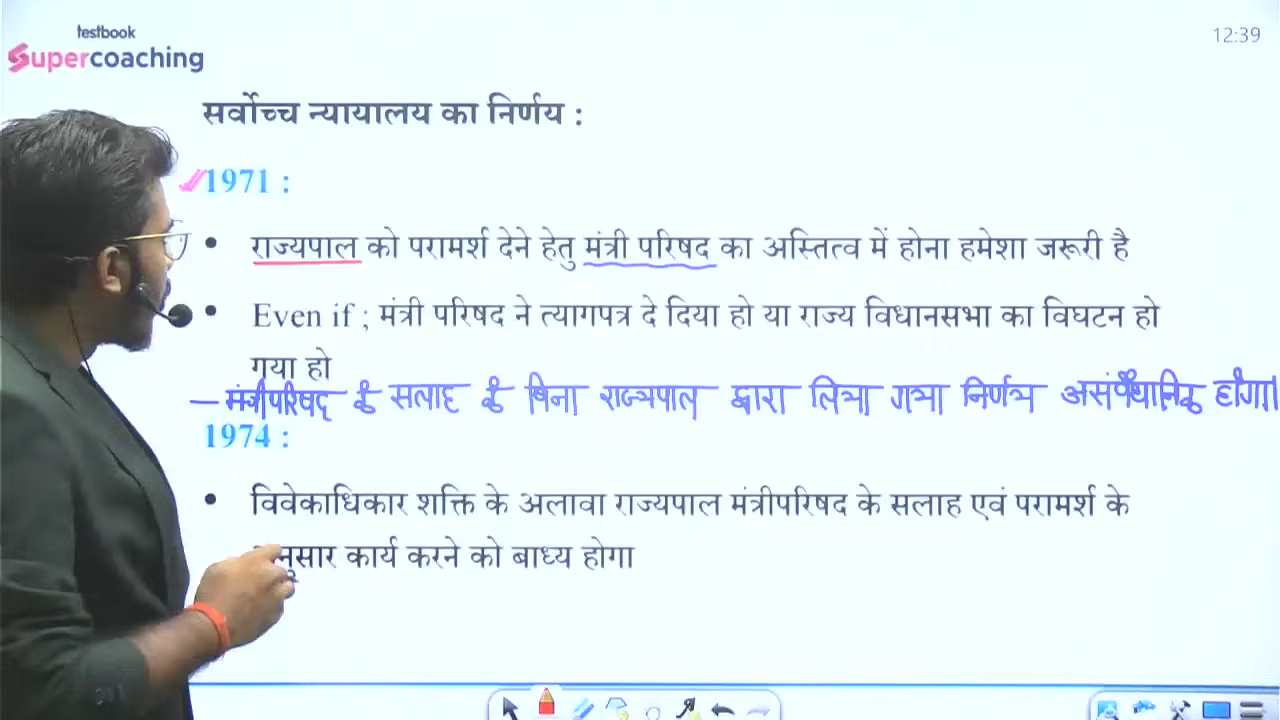 testbook
Supercoaching
12:39
सर्वोच्च न्यायालय का निर्णय :
1971 :
• राज्यपाल को परामर्श देने हेतु मंत्री परिषद का अस्तित्व में होना हमेशा जरूरी है
• Even if ; मंत्री परिषद ने त्यागपत्र दे दिया हो या राज्य विधानसभा का विघटन हो
गया हो
– मंत्रीपरिषद के सलाह के बिना राज्यपाल द्वारा लिया गया निर्णय असंवैधानिक होगा।
1974 :
• विवेकाधिकार शक्ति के अलावा राज्यपाल मंत्रीपरिषद के सलाह एवं परामर्श के
कार्य करने को बाध्य होगा